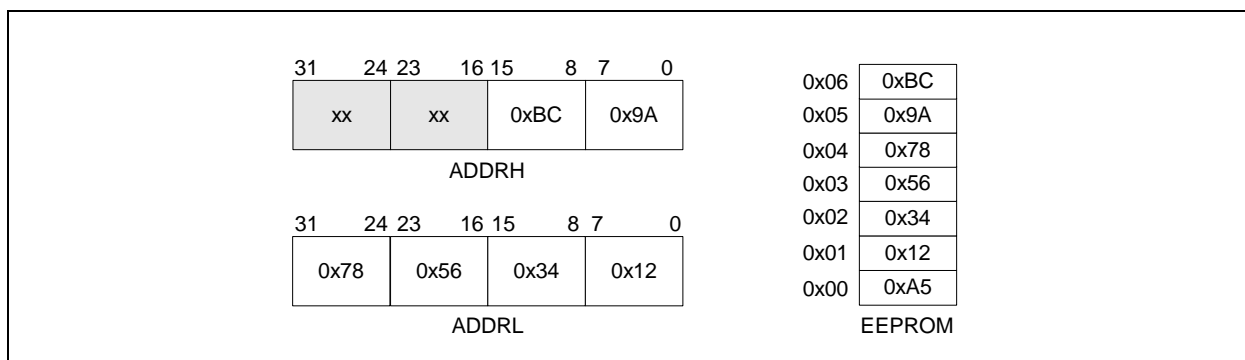 31 24 23 16 15 8 7 0
xx xx 0xBC 0x9A
ADDRH
31 24 23 16 15 8 7 0
0x78 0x56 0x34 0x12
ADDRL
0x06 0xBC
0x05 0x9A
0x04 0x78
0x03 0x56
0x02 0x34
0x01 0x12
0x00 0xA5
EEPROM